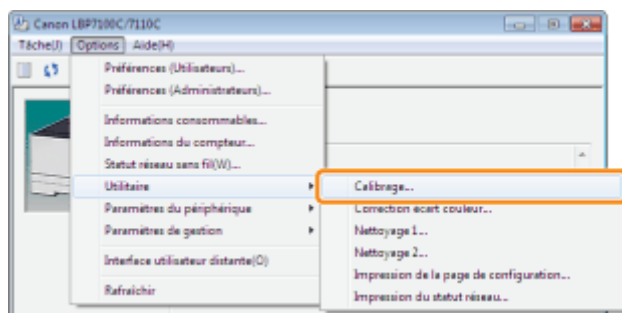 Canon LBP7100C/7110C
Tâche(J) Options Aide(H)
Préférences (Utilisateurs)...
Préférences (Administrateurs)...
Informations consommables...
Informations du compteur...
Statut réseau sans fil(W)...
Utilitaire
Calibrage...
Paramètres du périphérique
Correction écart couleur...
Paramètres de gestion
Nettoyage 1...
Nettoyage 2...
Interface utilisateur distante(O)
Impression de la page de configuration...
Rafraîchir
Impression du statut réseau...